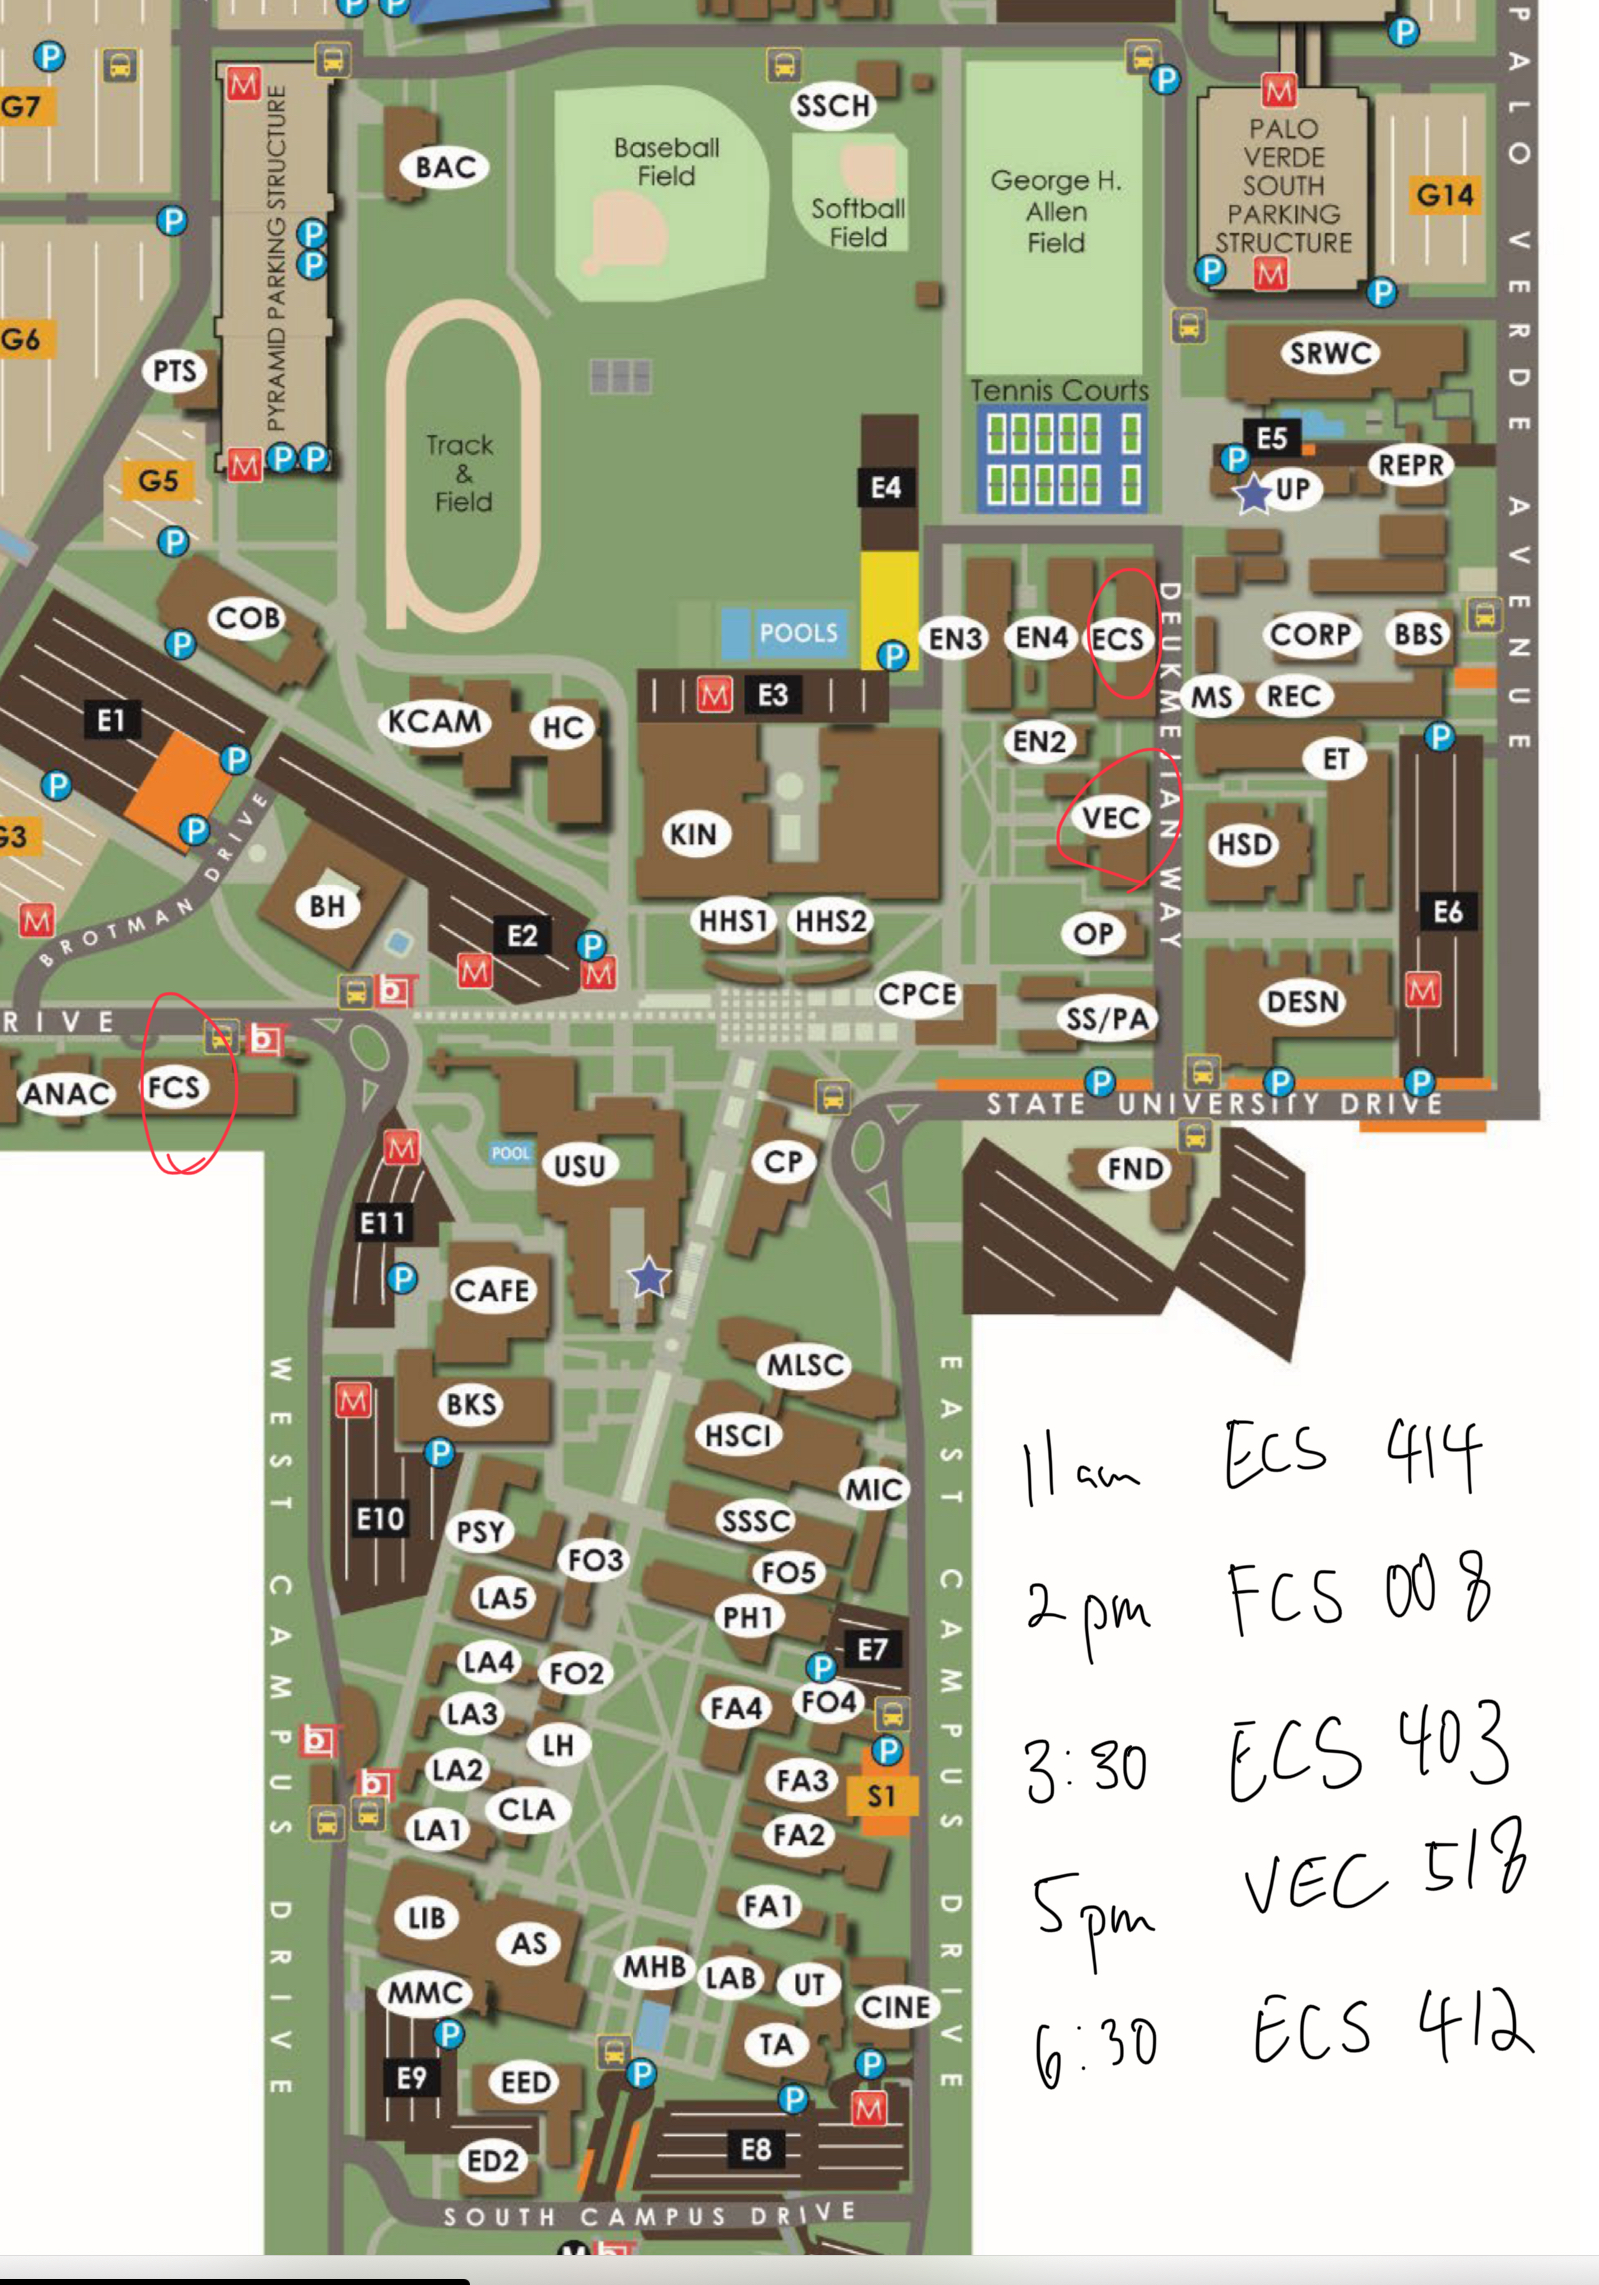 P
P
P
G7
M
PYRAMID PARKING STRUCTURE
BAC
Baseball
Field
SSCH
Softball
Field
George H.
Allen
Field
P
M
PALO
VERDE
SOUTH
PARKING
STRUCTURE
P
M
P
G14
P
PALO VERDE AVENUE
P
P
P
G6
PTS
M
P
P
G5
P
Track
&
Field
Tennis Courts
SRWC
E5
P
REPR
UP
E4
COB
P
POOLS
P
EN3
EN4
ECS
DEUKMEJIAN WAY
CORP
BBS
MS
REC
E1
P
P
P
G3
M
KCAM
HC
M
E3
EN2
ET
P
KIN
VEC
HSD
BROTMAN DRIVE
BH
E2
P
M
M
HHS1
HHS2
OP
E6
b
CPCE
SS/PA
DESN
M
RIVE
b
ANAC
FCS
P
P
P
STATE UNIVERSITY DRIVE
M
POOL
USU
CP
FND
E11
P
CAFE
WEST CAMPUS DRIVE
M
BKS
P
MLSC
HSCI
EAST CAMPUS DRIVE
MIC
E10
PSY
FO3
SSSC
FO5
LA5
PH1
E7
P
LA4
FO2
FA4
FO4
LA3
LH
P
b
LA2
FA3
S1
b
CLA
LA1
FA2
LIB
AS
FA1
MHB
LAB
UT
MMC
P
CINE
TA
E9
EED
P
P
P
M
ED2
E8
SOUTH CAMPUS DRIVE
11am ECS 414
2pm FCS 008
3:30 ECS 403
5pm VEC 518
6:30 ECS 412